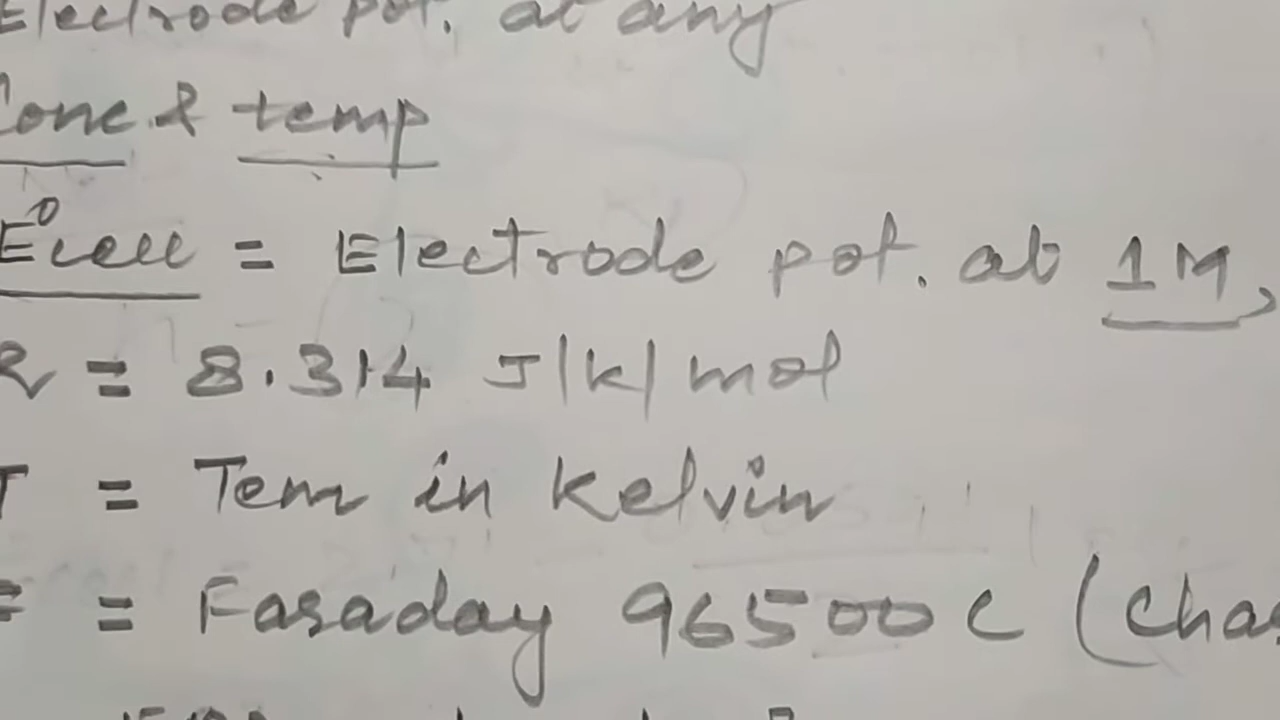 Electrode pot. at any
Conc & temp
E°cell = Electrode pot. at 1M,
R = 8.314 J/k/mol
T = Tem in Kelvin
F = Faraday 96500 C (Cha